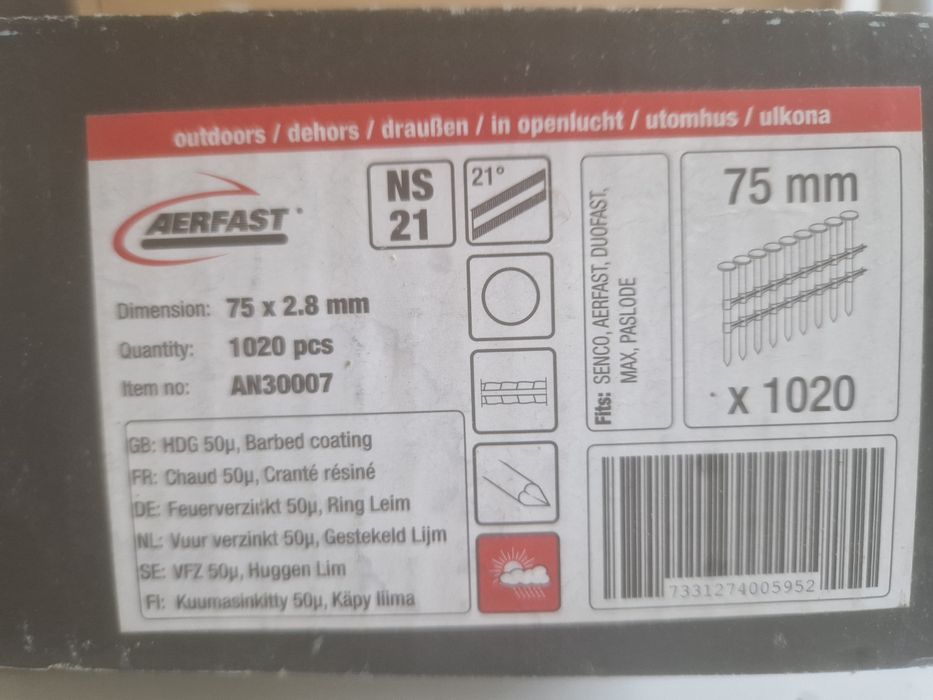 outdoors / dehors / draußen / in openlucht / utomhus / ulkona
AERFAST
NS
21
21°
Fits: SENCO, AERFAST, DUOFAST,
MAX, PASLODE
75 mm
x 1020
Dimension: 75 x 2.8 mm
Quantity: 1020 pcs
Item no: AN30007
GB: HDG 50µ, Barbed coating
FR: Chaud 50µ, Cranté résiné
DE: Feuerverzinkt 50µ, Ring Leim
NL: Vuur verzinkt 50µ, Gestekeld Lijm
SE: VFZ 50µ, Huggen Lim
FI: Kuumasinkitty 50µ, Käpy liima
7331274005952